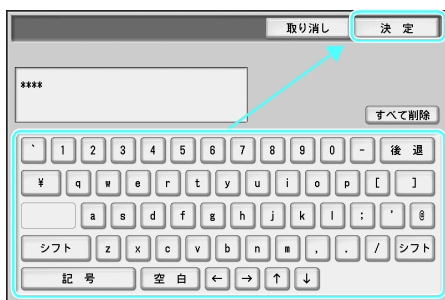 取り消し 決 定
****
すべて削除
` 1 2 3 4 5 6 7 8 9 0 - 後 退
¥ q w e r t y u i o p [ ]
a s d f g h j k l ; ' @
シフト z x c v b n m , . / シフト
記 号 空 白 ← → ↑ ↓